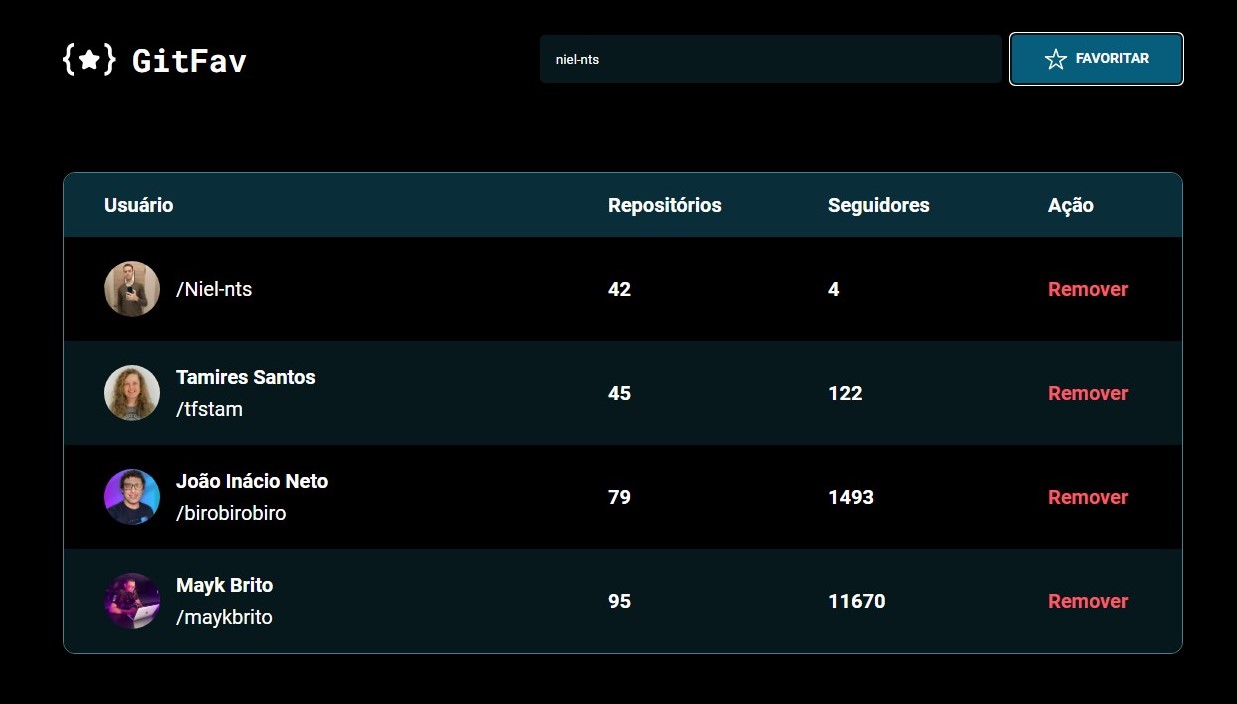 {★} GitFav
niel-nts
FAVORITAR
Usuário Repositórios Seguidores Ação
/Niel-nts 42 4 Remover
Tamires Santos
/tfstam 45 122 Remover
João Inácio Neto
/birobirobiro 79 1493 Remover
Mayk Brito
/maykbrito 95 11670 Remover